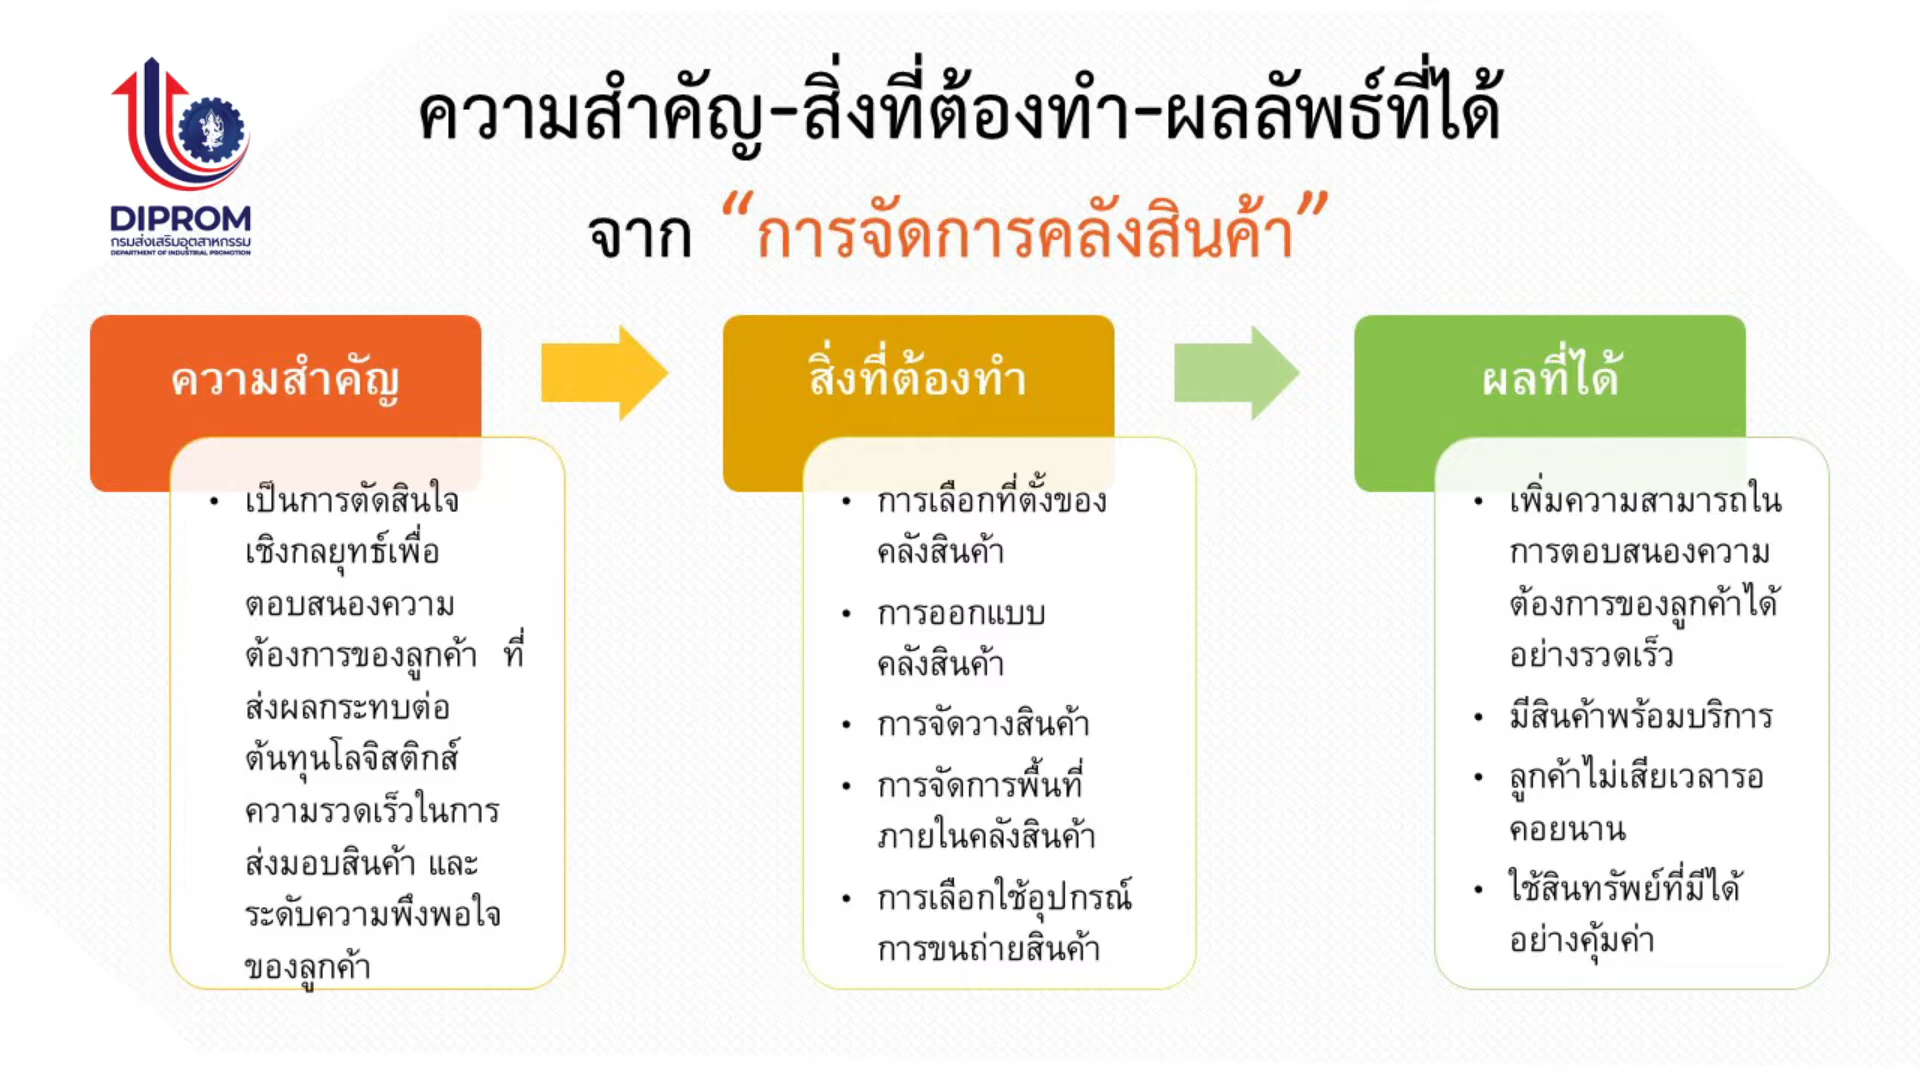 DIPROM
กรมส่งเสริมอุตสาหกรรม
DEPARTMENT OF INDUSTRIAL PROMOTION
ความสำคัญ-สิ่งที่ต้องทำ-ผลลัพธ์ที่ได้
จาก “การจัดการคลังสินค้า”
ความสำคัญ
• เป็นการตัดสินใจ
เชิงกลยุทธ์เพื่อ
ตอบสนองความ
ต้องการของลูกค้า ที่
ส่งผลกระทบต่อ
ต้นทุนโลจิสติกส์
ความรวดเร็วในการ
ส่งมอบสินค้า และ
ระดับความพึงพอใจ
ของลูกค้า
สิ่งที่ต้องทำ
• การเลือกที่ตั้งของ
คลังสินค้า
• การออกแบบ
คลังสินค้า
• การจัดวางสินค้า
• การจัดการพื้นที่
ภายในคลังสินค้า
• การเลือกใช้อุปกรณ์
การขนถ่ายสินค้า
ผลที่ได้
• เพิ่มความสามารถใน
การตอบสนองความ
ต้องการของลูกค้าได้
อย่างรวดเร็ว
• มีสินค้าพร้อมบริการ
• ลูกค้าไม่เสียเวลารอ
คอยนาน
• ใช้สินทรัพย์ที่มีได้
อย่างคุ้มค่า